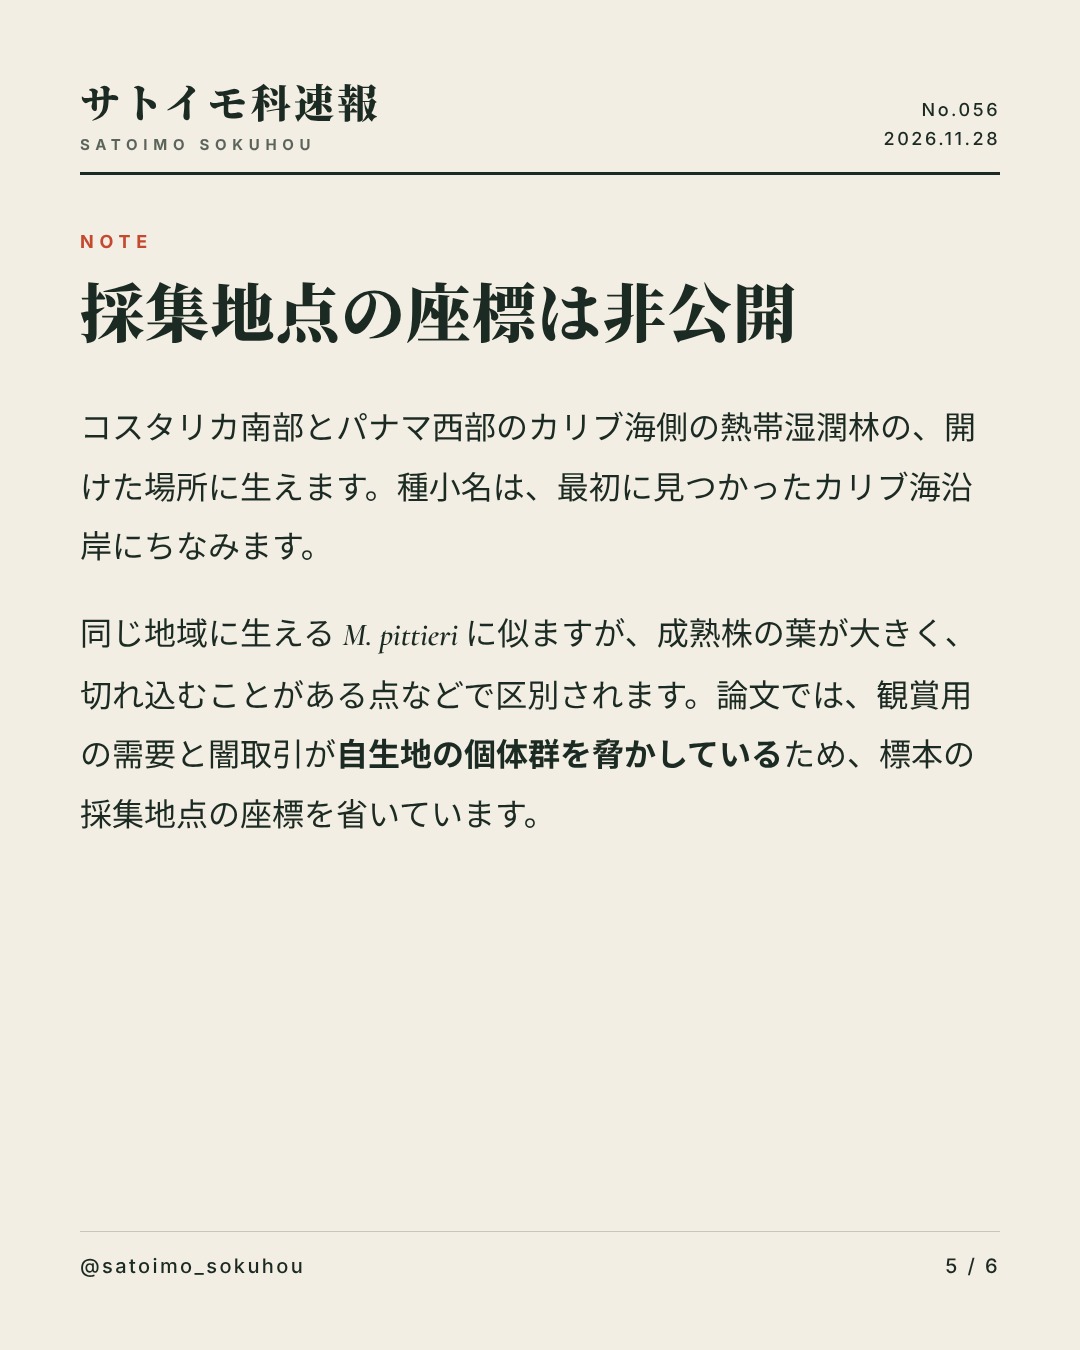 サトイモ科速報
SATOIMO SOKUHOU
No.056
2026.11.28
NOTE
採集地点の座標は非公開
コスタリカ南部とパナマ西部のカリブ海側の熱帯湿潤林の、開
けた場所に生えます。種小名は、最初に見つかったカリブ海沿
岸にちなみます。
同じ地域に生える M. pittieri に似ますが、成熟株の葉が大きく、
切れ込むことがある点などで区別されます。論文では、観賞用
の需要と闇取引が自生地の個体群を脅かしているため、標本の
採集地点の座標を省いています。
@satoimo_sokuhou
5 / 6